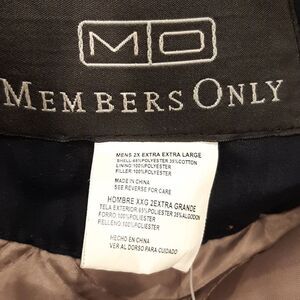 M O
MEMBERS ONLY
MENS 2X EXTRA EXTRA LARGE
SHELL: 65%POLYESTER 35%COTTON
LINING: 100%POLYESTER
FILLER: 100%POLYESTER
MADE IN CHINA
SEE REVERSE FOR CARE
HOMBRE XXG 2EXTRA GRANDE
TELA EXTERIOR: 65%POLIESTER 35%ALGODON
FORRO: 100%POLIESTER
RELLENO: 100%POLIESTER
HECHO EN CHINA
VER AL DORSO PARA CUIDADO